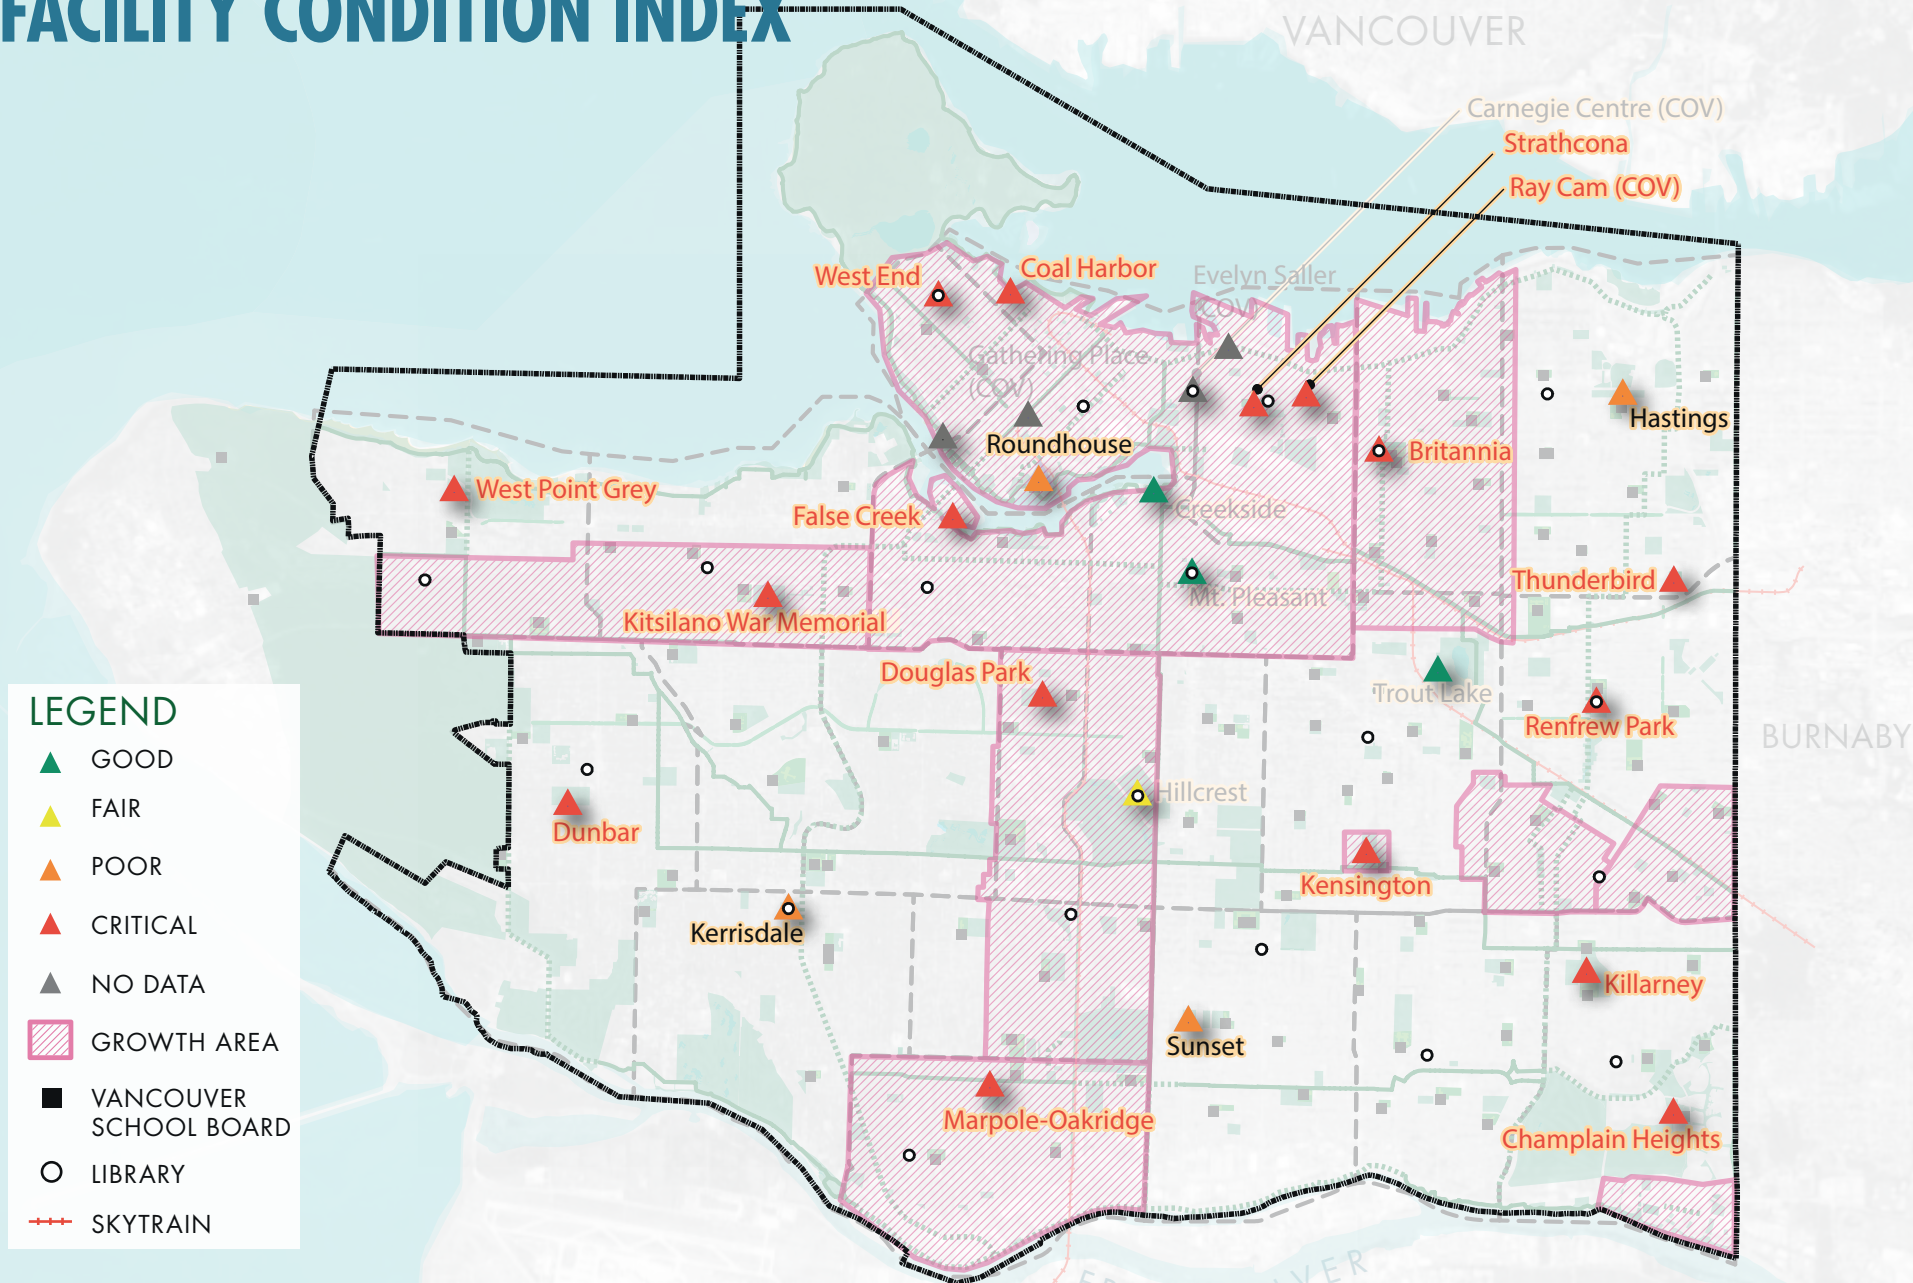 FACILITY CONDITION INDEX
VANCOUVER
Carnegie Centre (COV)
Strathcona
Ray Cam (COV)
West End
Coal Harbor
Evelyn Saller
(COV)
Gathering Place
(COV)
Roundhouse
Hastings
Britannia
West Point Grey
False Creek
Creekside
Thunderbird
Mt. Pleasant
Kitsilano War Memorial
Douglas Park
Trout Lake
Renfrew Park
BURNABY
Hillcrest
Dunbar
Kensington
Kerrisdale
Killarney
Sunset
Marpole-Oakridge
Champlain Heights
LEGEND
GOOD
FAIR
POOR
CRITICAL
NO DATA
GROWTH AREA
VANCOUVER
SCHOOL BOARD
LIBRARY
SKYTRAIN